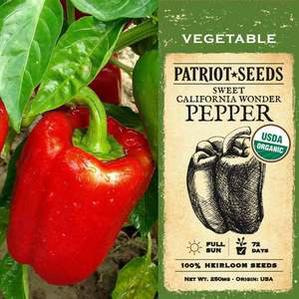 VEGETABLE
PATRIOT★SEEDS
SWEET
CALIFORNIA WONDER
PEPPER
USDA
ORGANIC
FULL SUN
72 DAYS
100% HEIRLOOM SEEDS
NET WT. 250MG • ORIGIN: USA